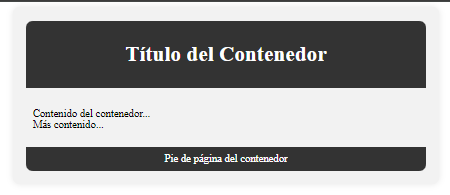 Título del Contenedor
Contenido del contenedor...
Más contenido...
Pie de página del contenedor